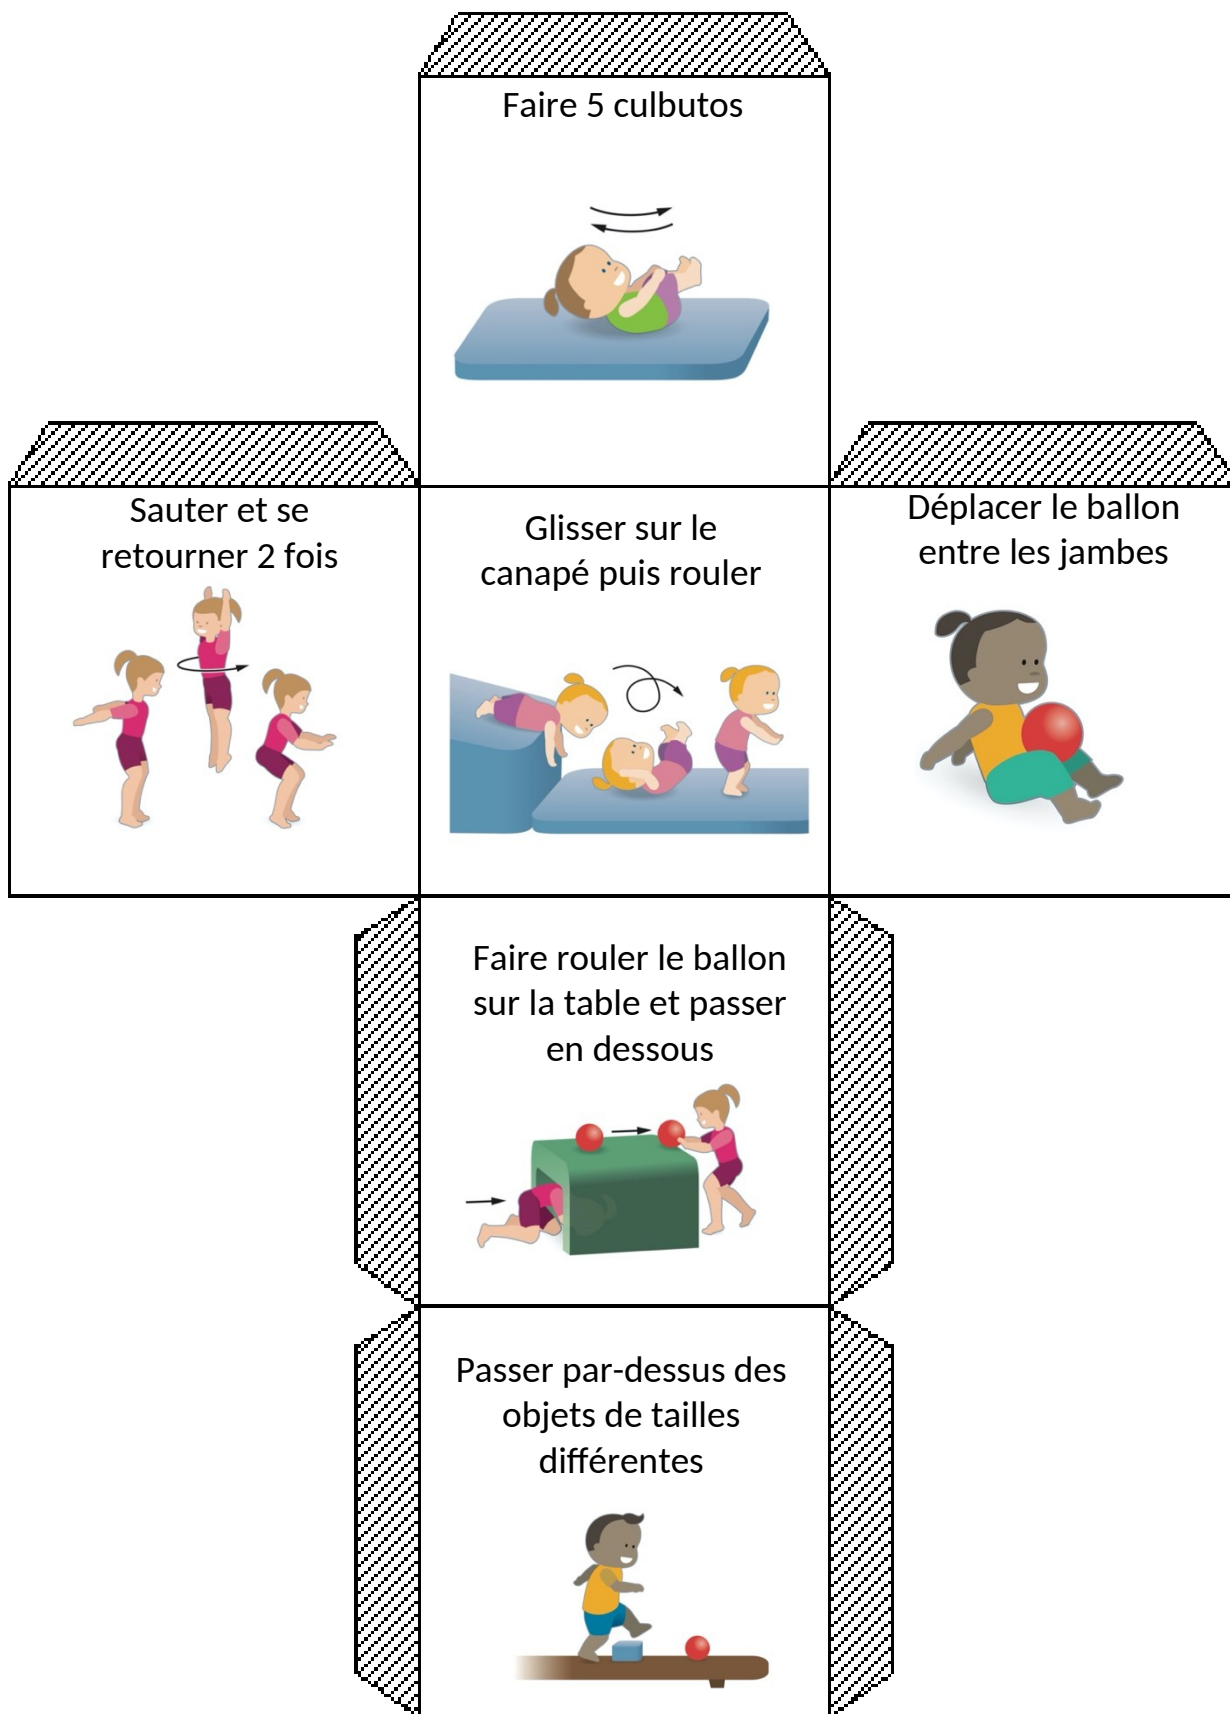 Faire 5 culbutos
Sauter et se
retourner 2 fois
Glisser sur le
canapé puis rouler
Déplacer le ballon
entre les jambes
Faire rouler le ballon
sur la table et passer
en dessous
Passer par-dessus des
objets de tailles
différentes